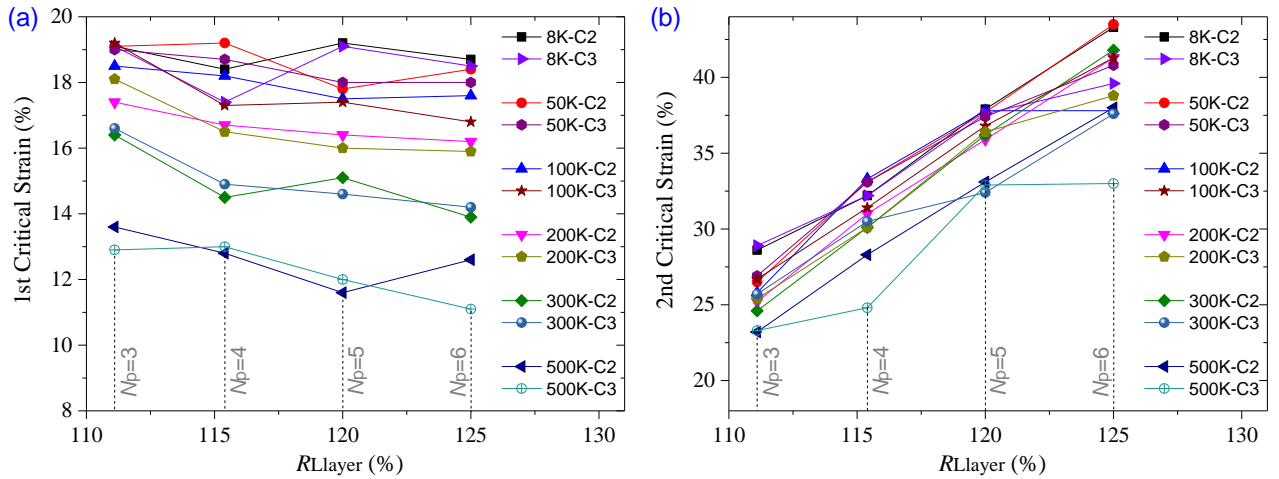 (a)
20
18
16
14
12
10
8
1st Critical Strain (%)
110
115
120
125
130
RLlayer (%)
Np=3
Np=4
Np=5
Np=6
8K-C2
8K-C3
50K-C2
50K-C3
100K-C2
100K-C3
200K-C2
200K-C3
300K-C2
300K-C3
500K-C2
500K-C3
(b)
40
35
30
25
20
2nd Critical Strain (%)
110
115
120
125
130
RLlayer (%)
Np=3
Np=4
Np=5
Np=6
8K-C2
8K-C3
50K-C2
50K-C3
100K-C2
100K-C3
200K-C2
200K-C3
300K-C2
300K-C3
500K-C2
500K-C3